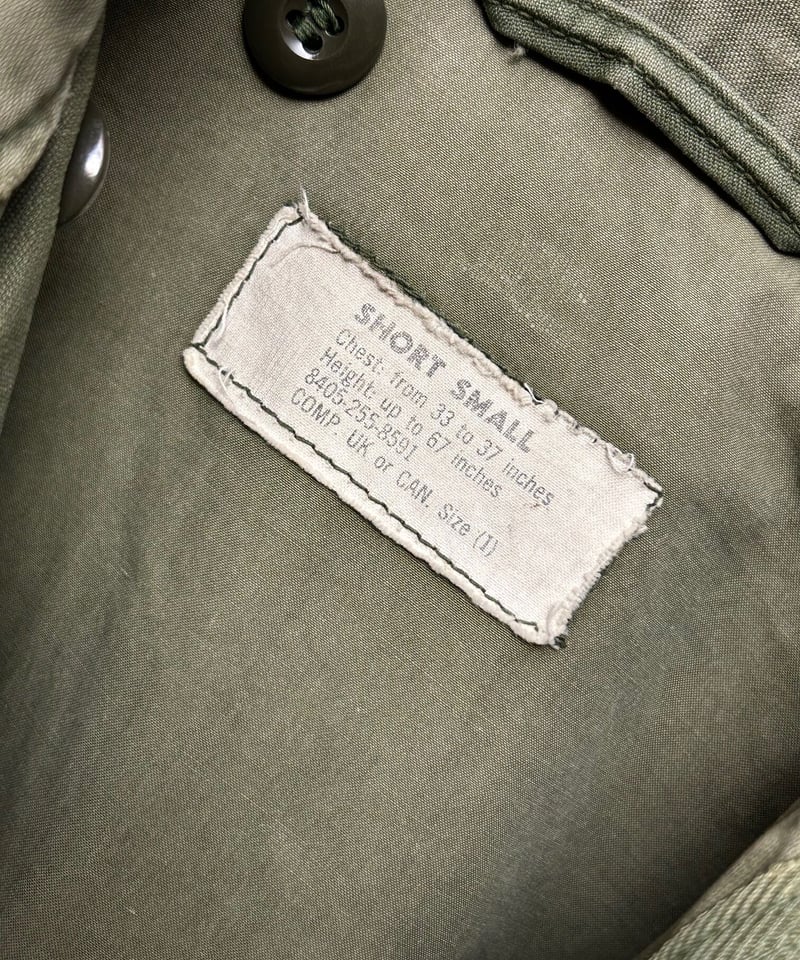 SHORT SMALL
Chest: from 33 to 37 inches
Height: up to 67 inches
8405-255-8591
COMP. UK or CAN. Size (1)